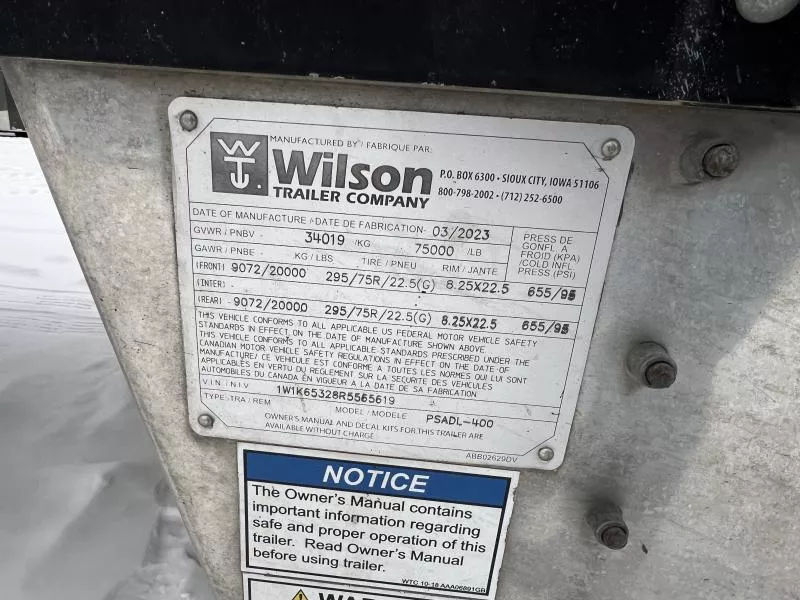 MANUFACTURED BY / FABRIQUE PAR:
WTC.
Wilson
TRAILER COMPANY
P.O. BOX 6300 • SIOUX CITY, IOWA 51106
800-798-2002 • (712) 252-6500
DATE OF MANUFACTURE / DATE DE FABRICATION - 03/2023
GVWR / PNBV - 34019 /KG - 75000 /LB
PRESS DE
GONFL. A
FROID (KPA)
/COLD INFL
PRESS (PSI)
GAWR / PNBE - KG / LBS TIRE / PNEU RIM / JANTE
(FRONT) 9072/20000 295/75R/22.5(G) 8.25X22.5 655/95
(INTER)
(REAR) - 9072/20000 295/75R/22.5(G) 8.25X22.5 655/95
THIS VEHICLE CONFORMS TO ALL APPLICABLE US FEDERAL MOTOR VEHICLE SAFETY
STANDARDS IN EFFECT ON THE DATE OF MANUFACTURE SHOWN ABOVE.
THIS VEHICLE CONFORMS TO ALL APPLICABLE STANDARDS PRESCRIBED UNDER THE
CANADIAN MOTOR VEHICLE SAFETY REGULATIONS IN EFFECT ON THE DATE OF
MANUFACTURE/ CE VEHICULE EST CONFORME A TOUTES LES NORMES QUI LUI SONT
APPLICABLES EN VERTU DU REGLEMENT SUR LA SECURITE DES VEHICULES
AUTOMOBILES DU CANADA EN VIGUEUR A LA DATE DE SA FABRICATION
V I N / N I V 1W1K65328R5565619
TYPE: TRA / REM MODEL / MODELE PSADL-400
OWNER'S MANUAL AND DECAL KITS FOR THIS TRAILER ARE
AVAILABLE WITHOUT CHARGE
ABB02629DV
NOTICE
The Owner's Manual contains
important information regarding
safe and proper operation of this
trailer. Read Owner's Manual
before using trailer.
WTC 10-18 AAA06891GR